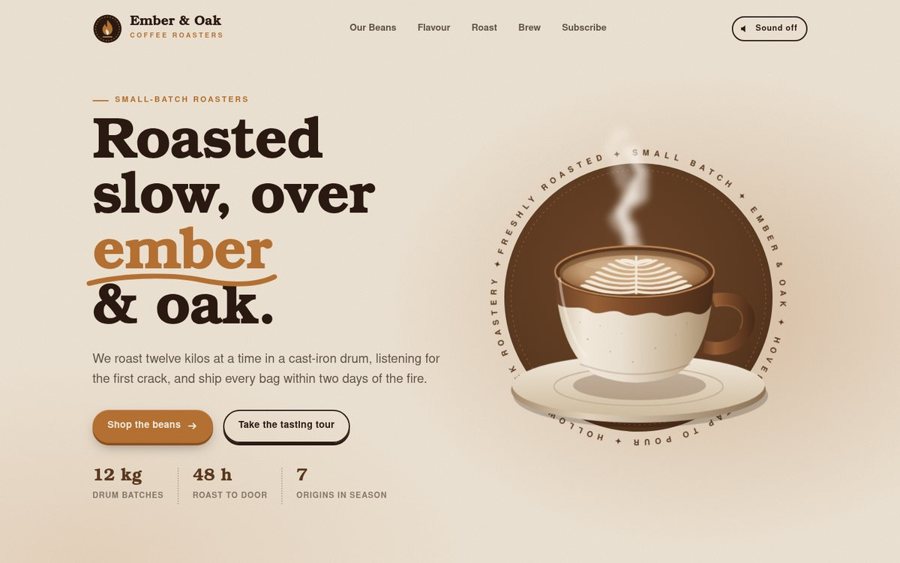 Ember & Oak
COFFEE ROASTERS
Our Beans
Flavour
Roast
Brew
Subscribe
Sound off
SMALL-BATCH ROASTERS
Roasted
slow, over
ember
& oak.
We roast twelve kilos at a time in a cast-iron drum, listening for
the first crack, and ship every bag within two days of the fire.
Shop the beans →
Take the tasting tour
12 kg
DRUM BATCHES
48 h
ROAST TO DOOR
7
ORIGINS IN SEASON
ROASTERY ✦ FRESHLY ROASTED ✦ SMALL BATCH ✦ EMBER & OAK ✦
TO POUR ✦ HOLLOW